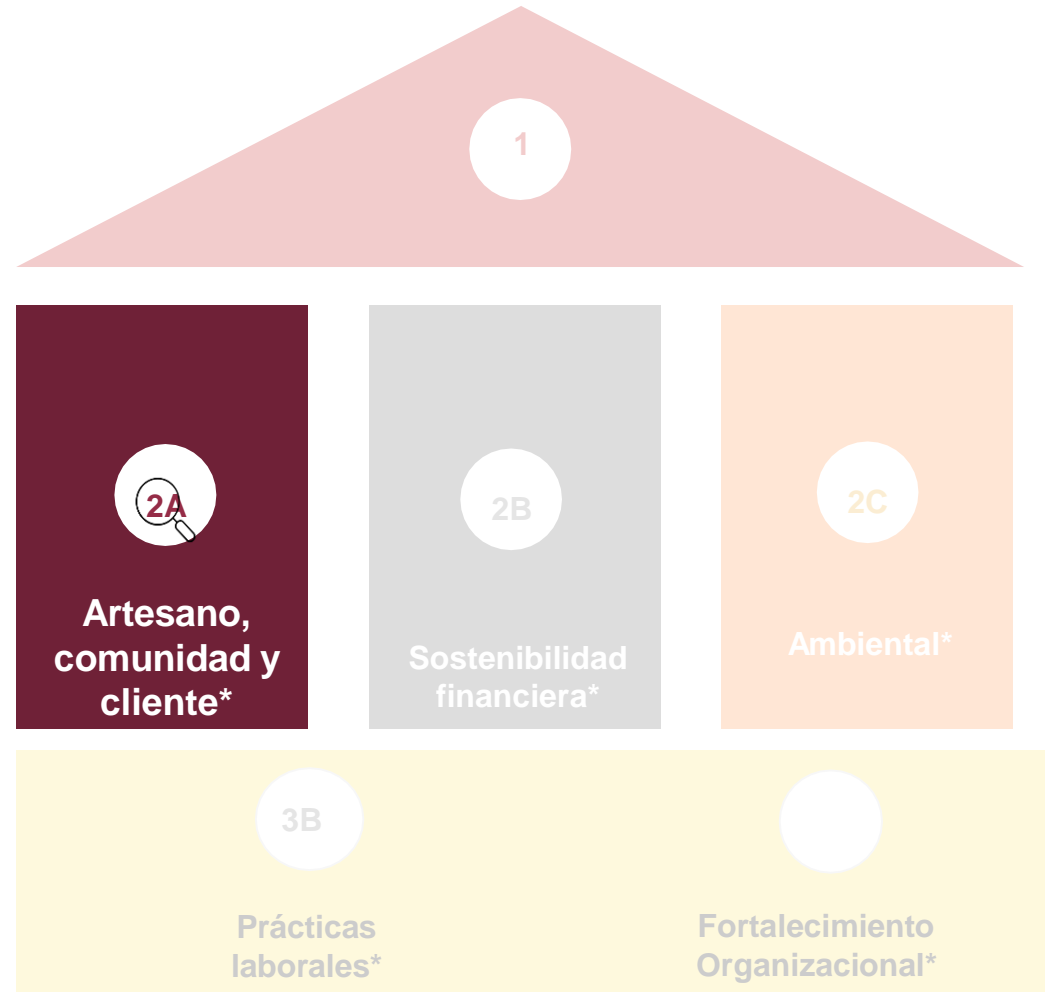 1
2A
Artesano,
comunidad y
cliente*
2B
Sostenibilidad
financiera*
2C
Ambiental*
3B
Prácticas
laborales*
Fortalecimiento
Organizacional*